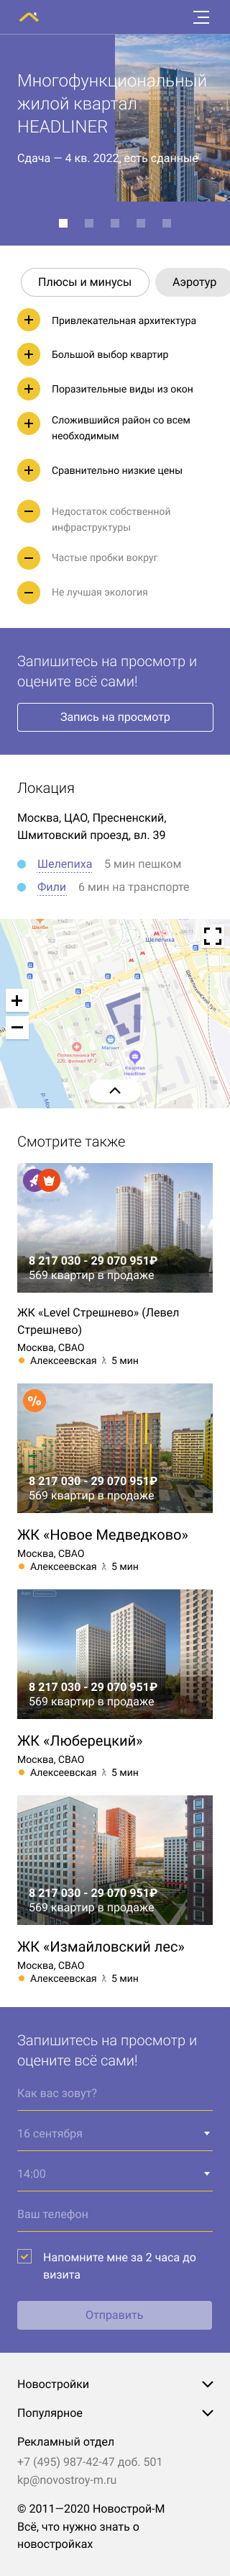 Многофункциональный
жилой квартал
HEADLINER
Сдача — 4 кв. 2022, есть сданные
Плюсы и минусы
Аэротур
Привлекательная архитектура
Большой выбор квартир
Поразительные виды из окон
Сложившийся район со всем
необходимым
Сравнительно низкие цены
Недостаток собственной
инфраструктуры
Частые пробки вокруг
Не лучшая экология
Запишитесь на просмотр и
оцените всё сами!
Запись на просмотр
Локация
Москва, ЦАО, Пресненский,
Шмитовский проезд, вл. 39
Шелепиха 5 мин пешком
Фили 6 мин на транспорте
Шелепиха
Поликлиника №
220, филиал № 2
Магнит
Квартал
Headliner
Смотрите также
8 217 030 - 29 070 951₽
569 квартир в продаже
ЖК «Level Стрешнево» (Левел
Стрешнево)
Москва, СВАО
Алексеевская 5 мин
8 217 030 - 29 070 951₽
569 квартир в продаже
ЖК «Новое Медведково»
Москва, СВАО
Алексеевская 5 мин
8 217 030 - 29 070 951₽
569 квартир в продаже
ЖК «Люберецкий»
Москва, СВАО
Алексеевская 5 мин
8 217 030 - 29 070 951₽
569 квартир в продаже
ЖК «Измайловский лес»
Москва, СВАО
Алексеевская 5 мин
Запишитесь на просмотр и
оцените всё сами!
Как вас зовут?
16 сентября
14:00
Ваш телефон
Напомните мне за 2 часа до
визита
Отправить
Новостройки
Популярное
Рекламный отдел
+7 (495) 987-42-47 доб. 501
kp@novostroy-m.ru
© 2011—2020 Новострой-М
Всё, что нужно знать о
новостройках